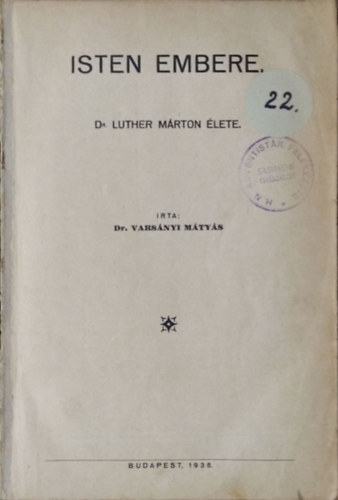 ISTEN EMBERE.
22.
Dr. LUTHER MÁRTON ÉLETE.
IRTA:
Dr. VARSÁNYI MÁTYÁS
BUDAPEST, 1938.